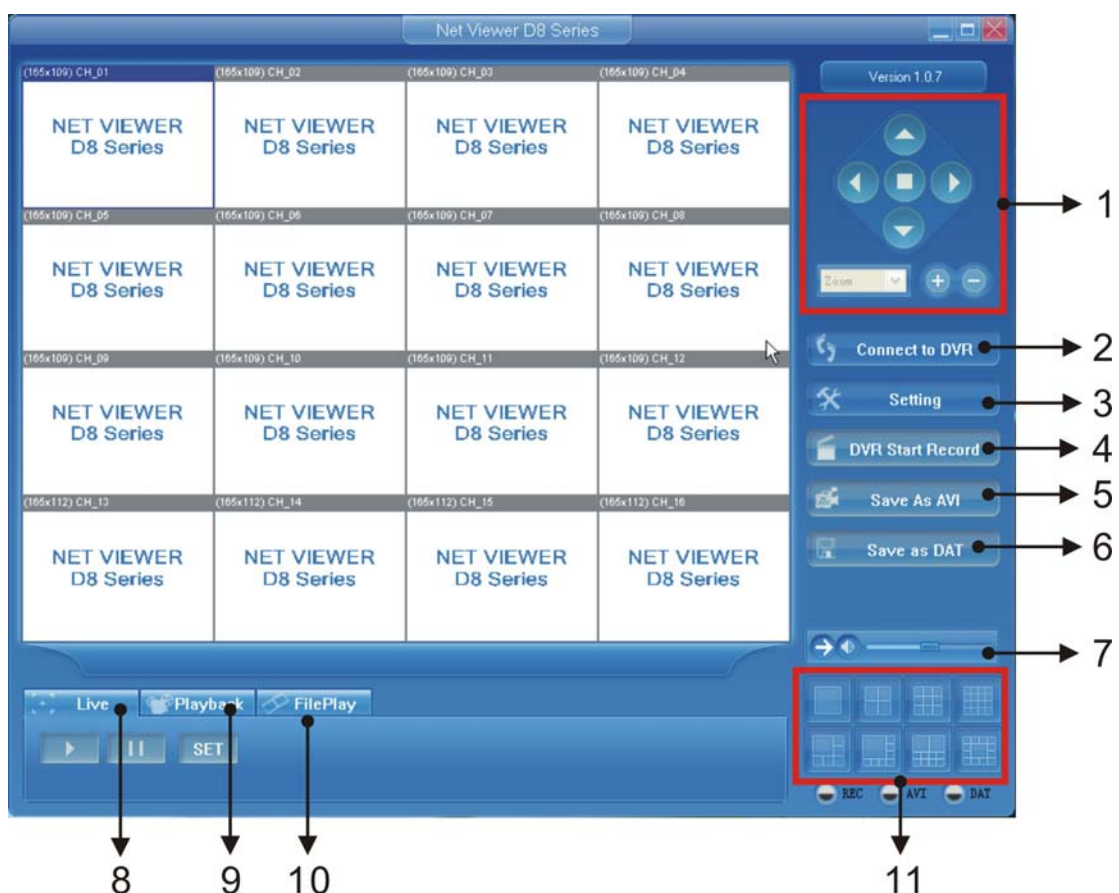 Net Viewer D8 Series
Version 1.0.7
(165x109) CH_01
(165x109) CH_02
(165x109) CH_03
(165x109) CH_04
NET VIEWER
D8 Series
NET VIEWER
D8 Series
NET VIEWER
D8 Series
NET VIEWER
D8 Series
(165x109) CH_05
(165x109) CH_06
(165x109) CH_07
(165x109) CH_08
NET VIEWER
D8 Series
NET VIEWER
D8 Series
NET VIEWER
D8 Series
NET VIEWER
D8 Series
(165x109) CH_09
(165x109) CH_10
(165x109) CH_11
(165x109) CH_12
NET VIEWER
D8 Series
NET VIEWER
D8 Series
NET VIEWER
D8 Series
NET VIEWER
D8 Series
(165x112) CH_13
(165x112) CH_14
(165x112) CH_15
(165x112) CH_16
NET VIEWER
D8 Series
NET VIEWER
D8 Series
NET VIEWER
D8 Series
NET VIEWER
D8 Series
1
Zoom
Connect to DVR
2
Setting
3
DVR Start Record
4
Save As AVI
5
Save as DAT
6
7
Live
Playback
FilePlay
SET
REC
AVI
DAT
8
9
10
11